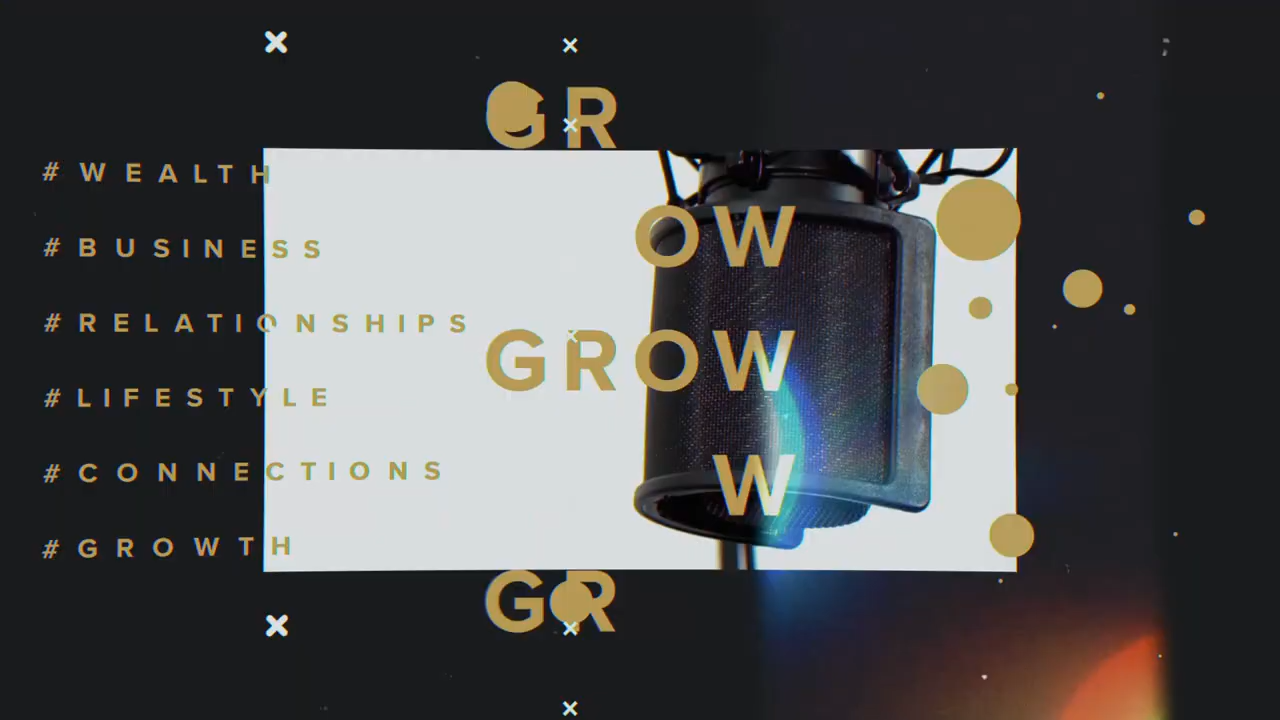 GR
# WEALTH
OW
# BUSINESS
# RELATIONSHIPS
GROW
# LIFESTYLE
# CONNECTIONS
W
# GROWTH
GR